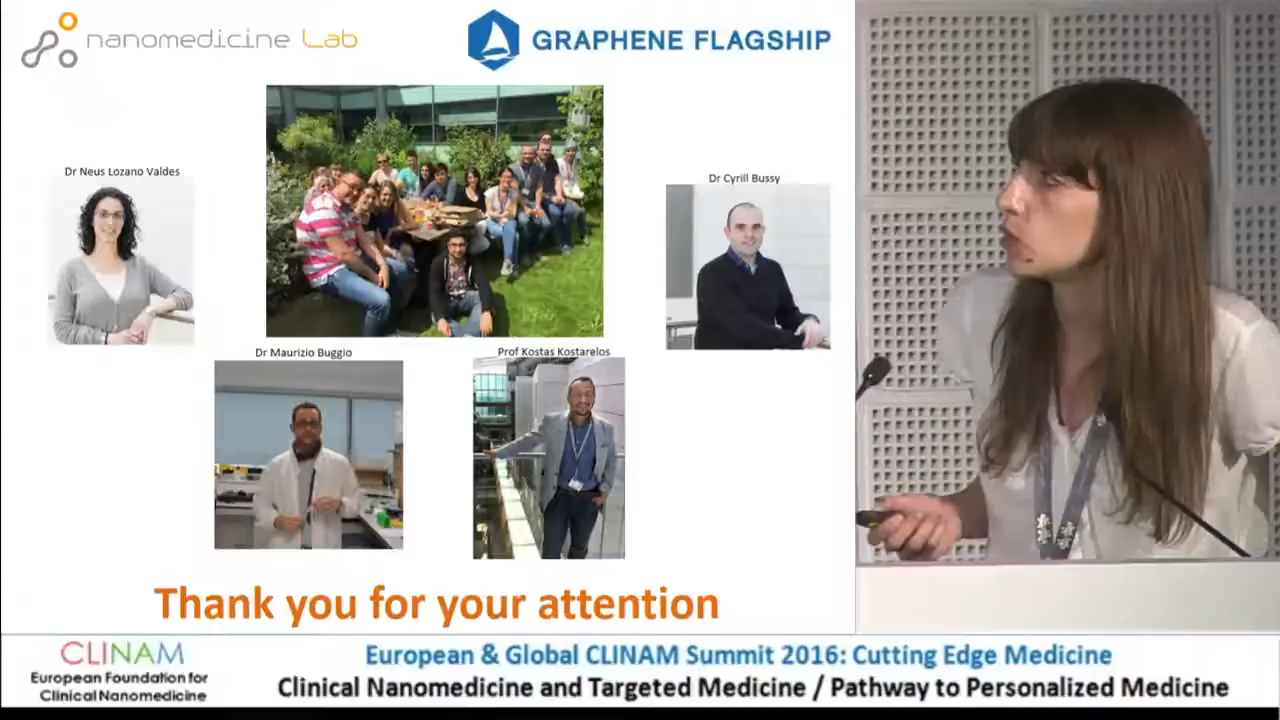 nanomedicine Lab
GRAPHENE FLAGSHIP
Dr Neus Lozano Valdes
Dr Cyrill Bussy
Dr Maurizio Buggio
Prof Kostas Kostarelos
Thank you for your attention
CLINAM
European Foundation for
Clinical Nanomedicine
European & Global CLINAM Summit 2016: Cutting Edge Medicine
Clinical Nanomedicine and Targeted Medicine / Pathway to Personalized Medicine